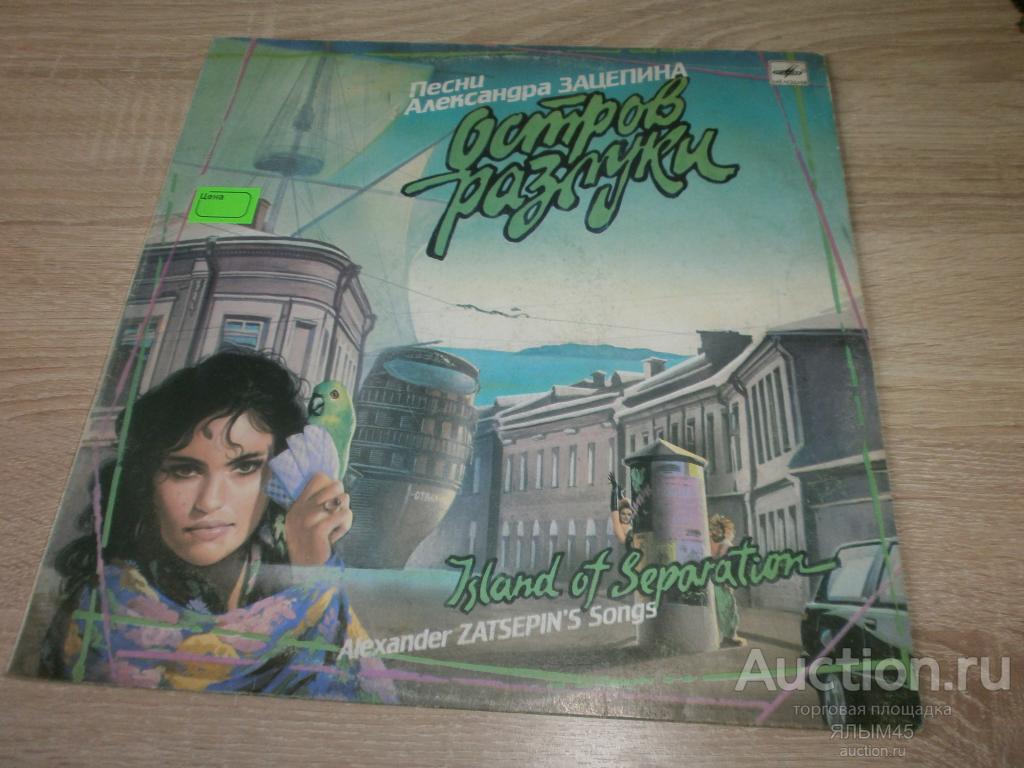 Песни
Александра ЗАЦЕПИНА
остров
разлуки
Цена
Island of Separation
Alexander ZATSEPIN'S Songs
Auction.ru
торговая площадка
ЯЛЫМ45
auction.ru